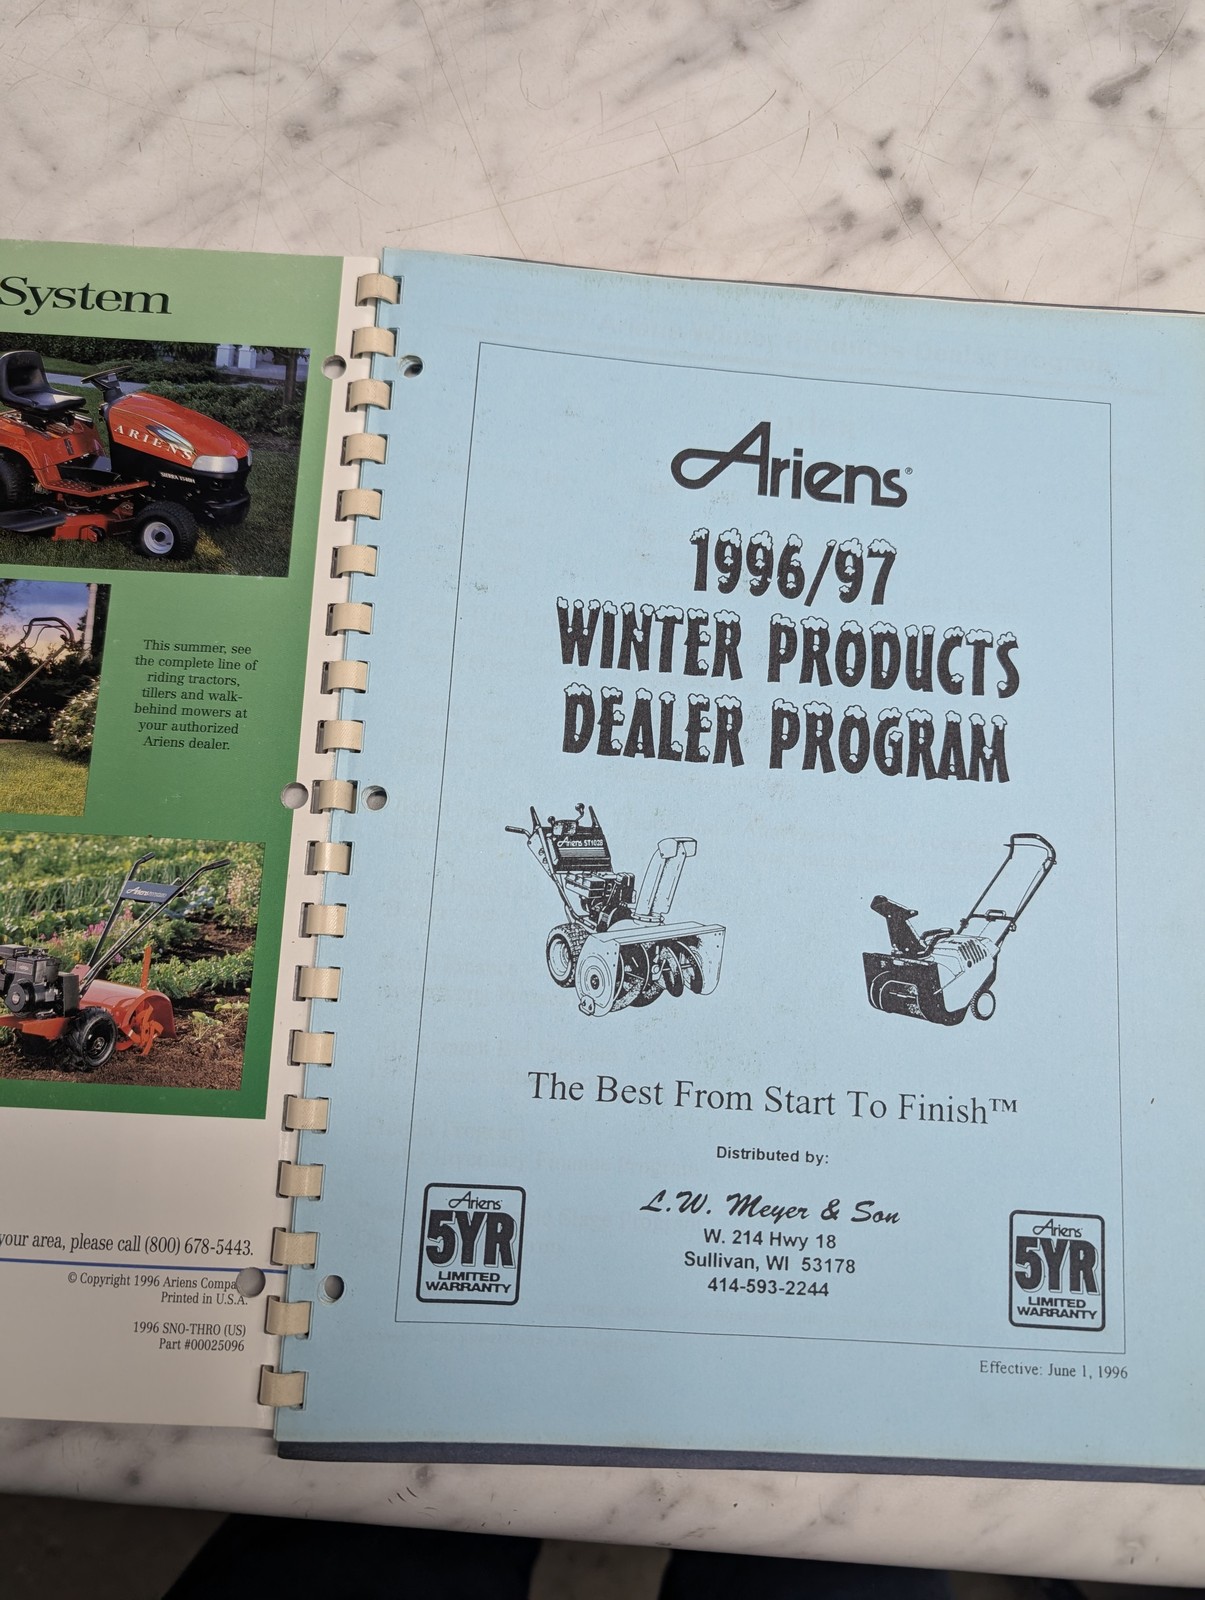 System
ARIENS
This summer, see
the complete line of
riding tractors,
tillers and walk-
behind mowers at
your authorized
Ariens dealer.
Ariens
your area, please call (800) 678-5443.
© Copyright 1996 Ariens Compa
Printed in U.S.A.
1996 SNO-THRO (US)
Part #00025096
Ariens®
1996/97
WINTER PRODUCTS
DEALER PROGRAM
Ariens ST1028
The Best From Start To Finish™
Distributed by:
L.W. Meyer & Son
W. 214 Hwy 18
Sullivan, WI 53178
414-593-2244
Ariens
5YR
LIMITED
WARRANTY
Ariens
5YR
LIMITED
WARRANTY
Effective: June 1, 1996